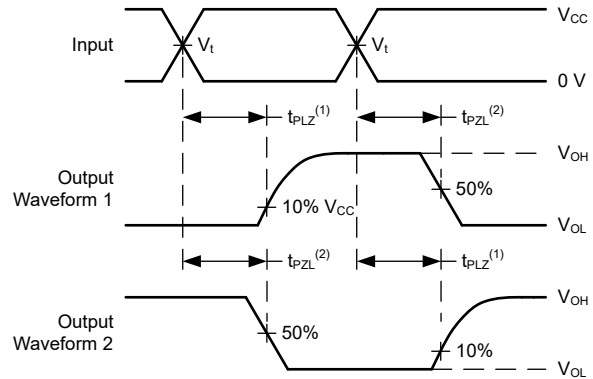 V_CC
Input
V_t
V_t
0 V
t_PLZ^(1)
t_PZL^(2)
V_OH
Output
Waveform 1
50%
10% V_CC
V_OL
t_PZL^(2)
t_PLZ^(1)
V_OH
Output
Waveform 2
50%
10%
V_OL